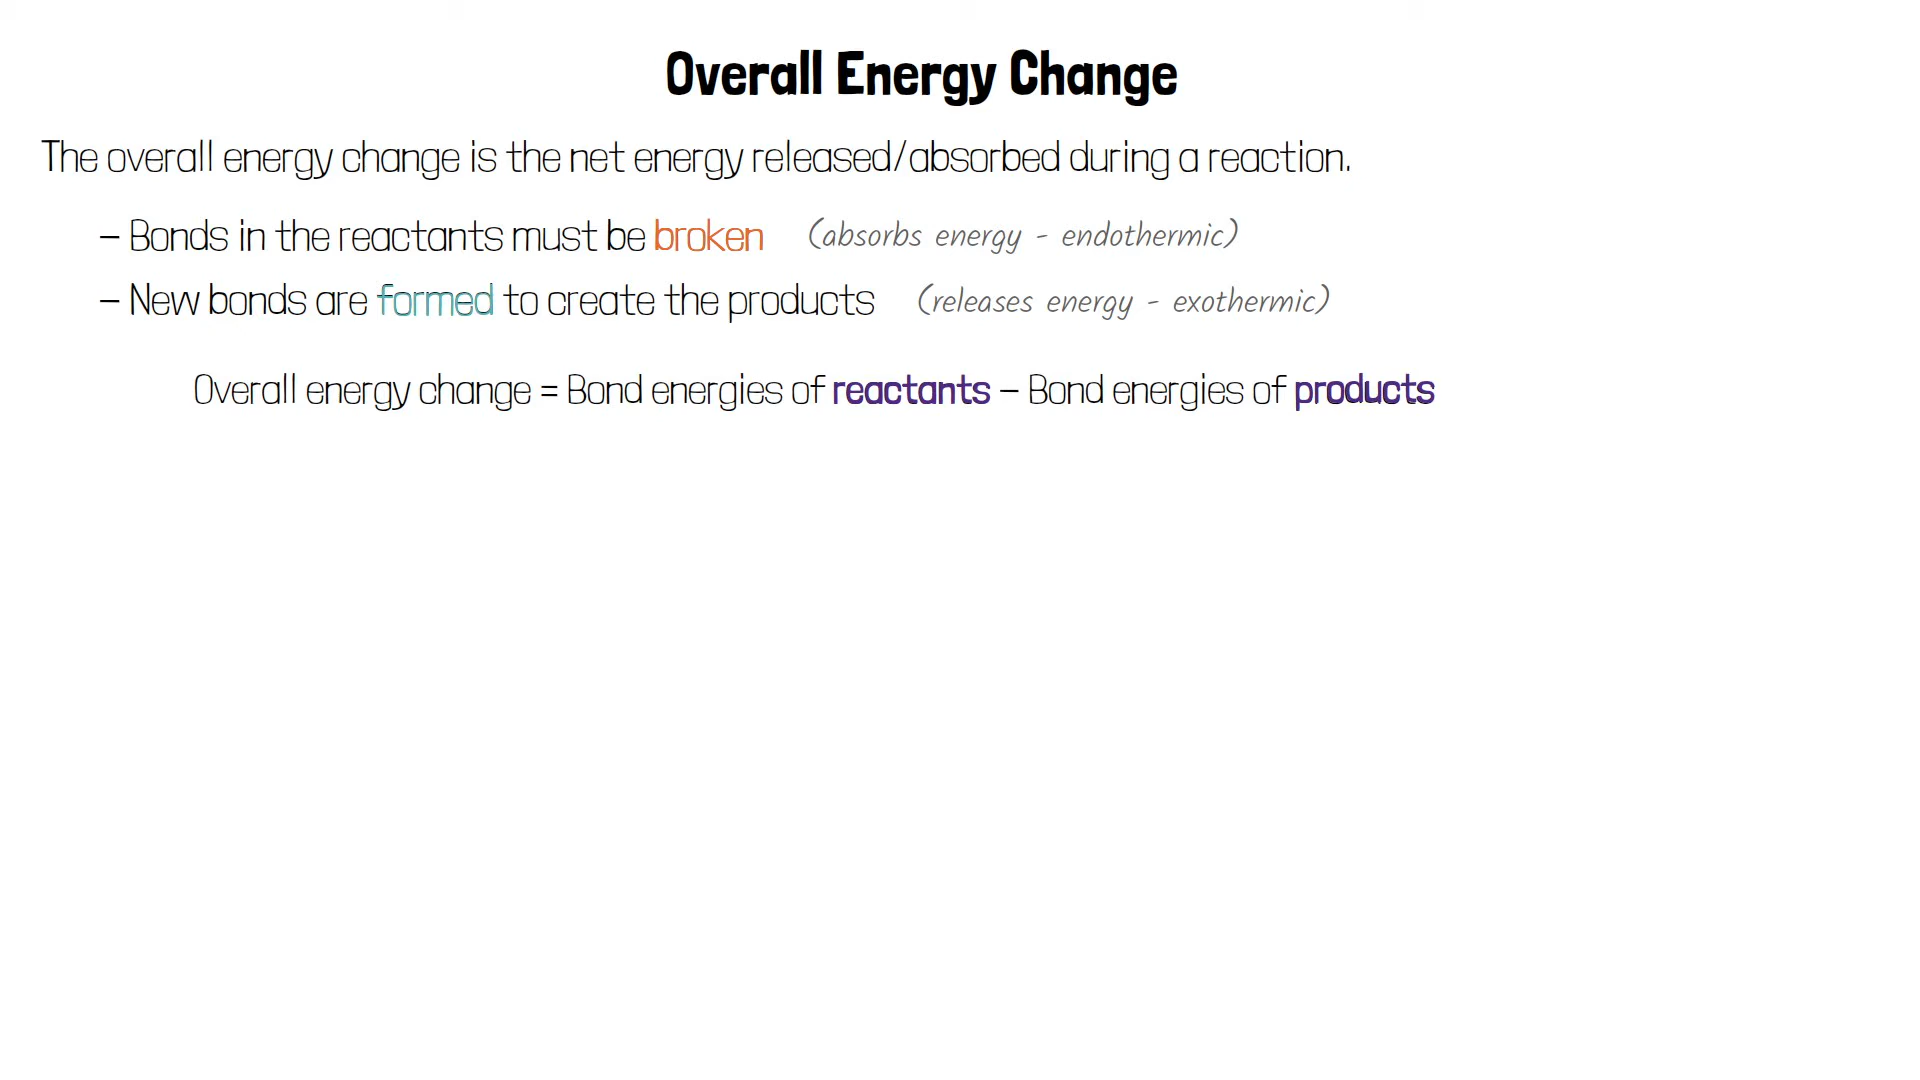 Overall Energy Change
The overall energy change is the net energy released/absorbed during a reaction.
– Bonds in the reactants must be broken (absorbs energy - endothermic)
– New bonds are formed to create the products (releases energy - exothermic)
Overall energy change = Bond energies of reactants – Bond energies of products